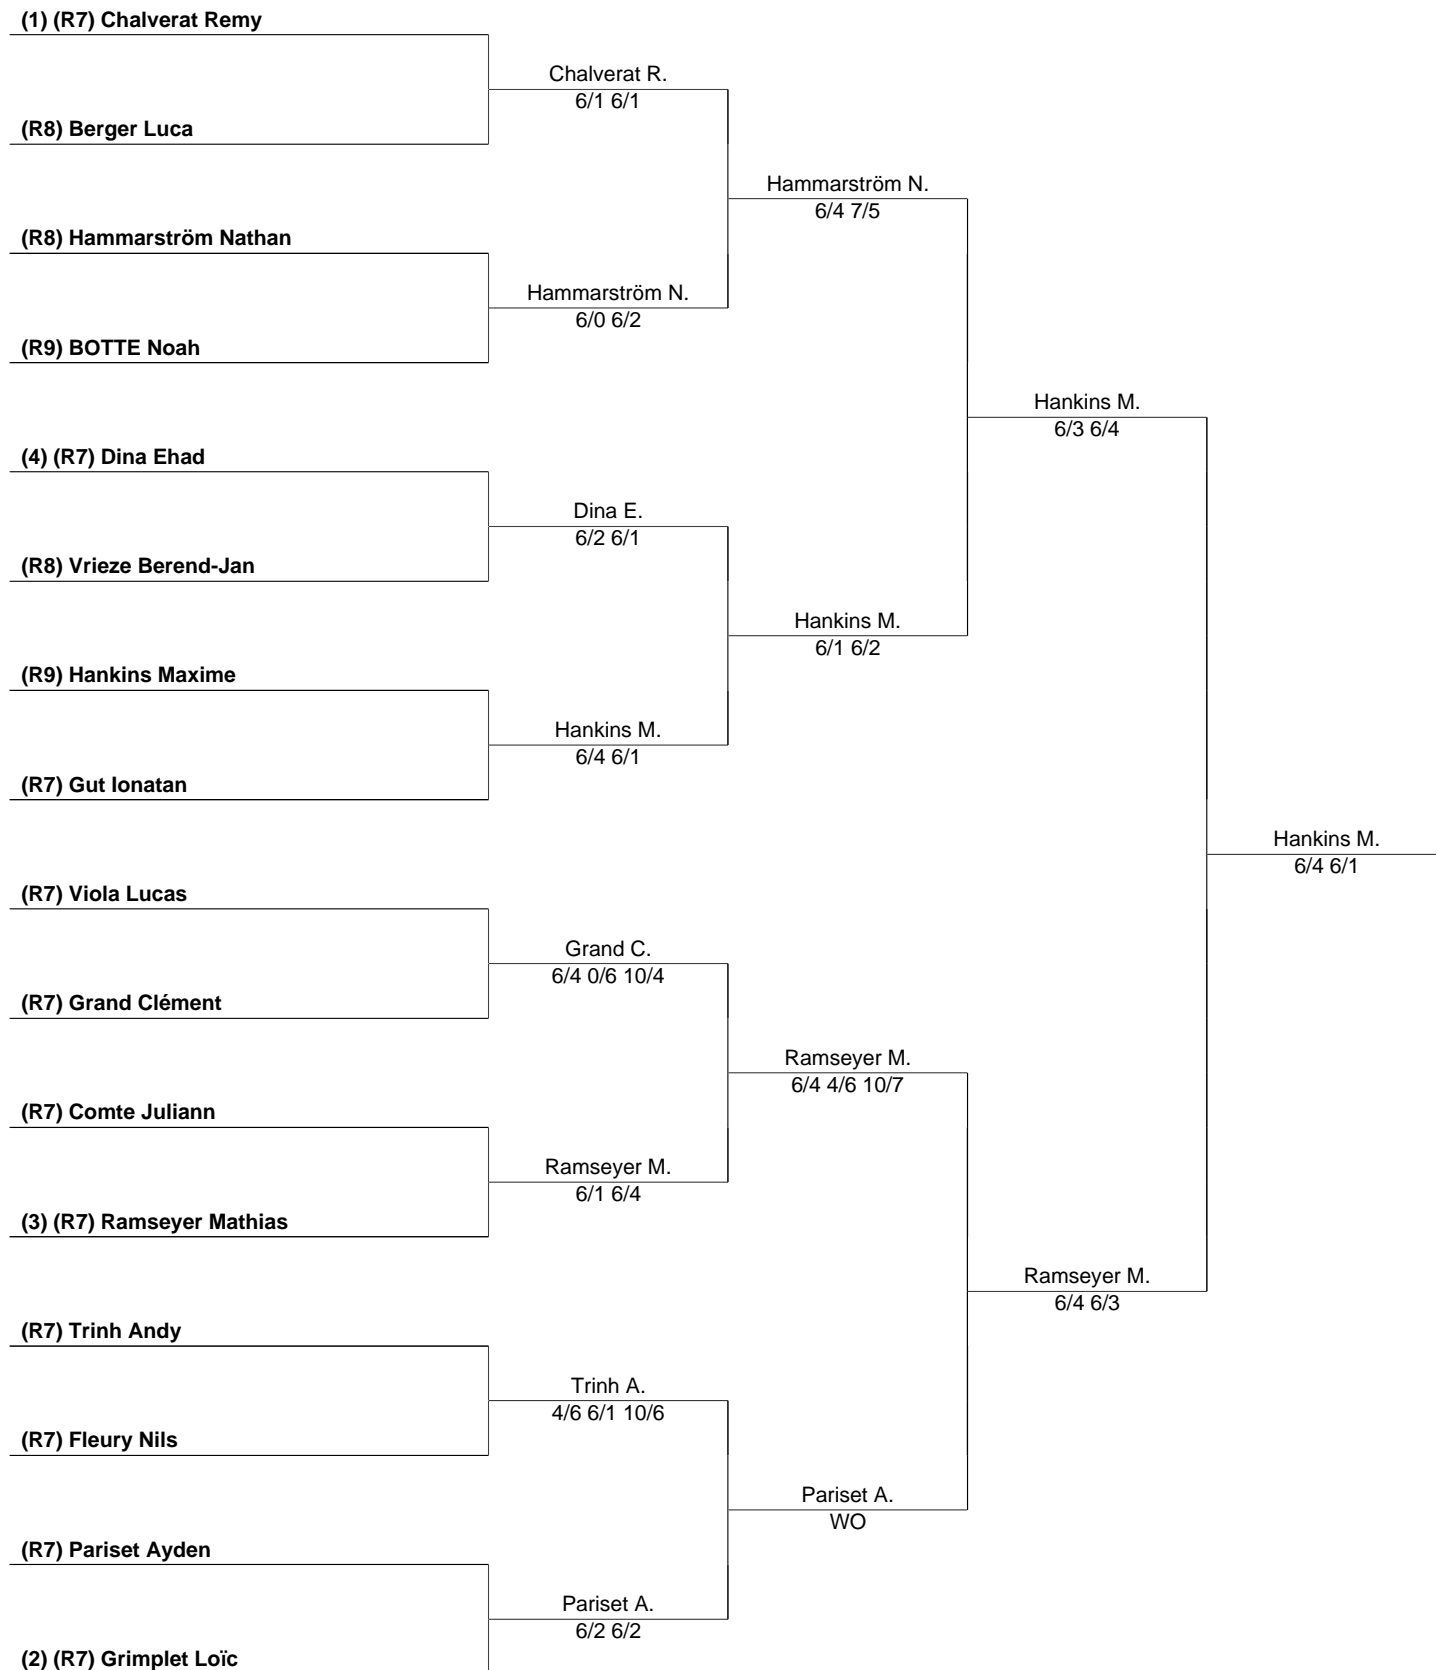 (1) (R7) Chalverat Remy
Chalverat R.
6/1 6/1
(R8) Berger Luca
Hammarström N.
6/4 7/5
(R8) Hammarström Nathan
Hammarström N.
6/0 6/2
(R9) BOTTE Noah
Hankins M.
6/3 6/4
(4) (R7) Dina Ehad
Dina E.
6/2 6/1
(R8) Vrieze Berend-Jan
Hankins M.
6/1 6/2
(R9) Hankins Maxime
Hankins M.
6/4 6/1
(R7) Gut Ionatan
Hankins M.
6/4 6/1
(R7) Viola Lucas
Grand C.
6/4 0/6 10/4
(R7) Grand Clément
Ramseyer M.
6/4 4/6 10/7
(R7) Comte Juliann
Ramseyer M.
6/1 6/4
(3) (R7) Ramseyer Mathias
Ramseyer M.
6/4 6/3
(R7) Trinh Andy
Trinh A.
4/6 6/1 10/6
(R7) Fleury Nils
Pariset A.
WO
(R7) Pariset Ayden
Pariset A.
6/2 6/2
(2) (R7) Grimplet Loïc